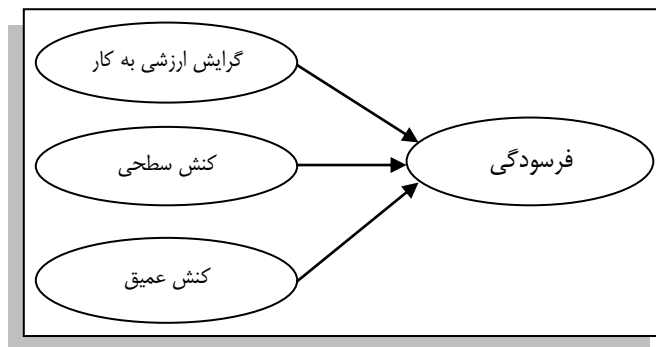 گرایش ارزشی به کار
کنش سطحی
فرسودگی
کنش عمیق